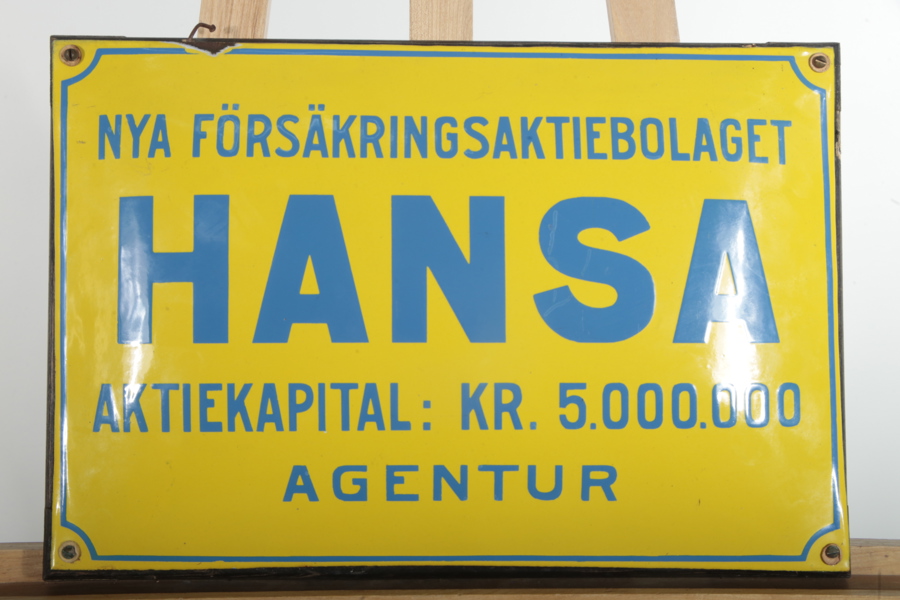 NYA FÖRSÄKRINGSAKTIEBOLAGET
HANSA
AKTIEKAPITAL: KR. 5.000.000
AGENTUR